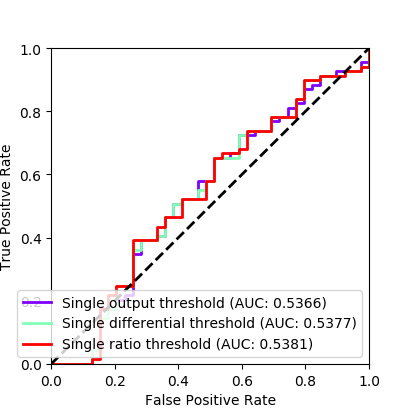 1.0
0.8
0.6
0.4
0.2
0.0
True Positive Rate
Single output threshold (AUC: 0.5366)
Single differential threshold (AUC: 0.5377)
Single ratio threshold (AUC: 0.5381)
0.0 0.2 0.4 0.6 0.8 1.0
False Positive Rate